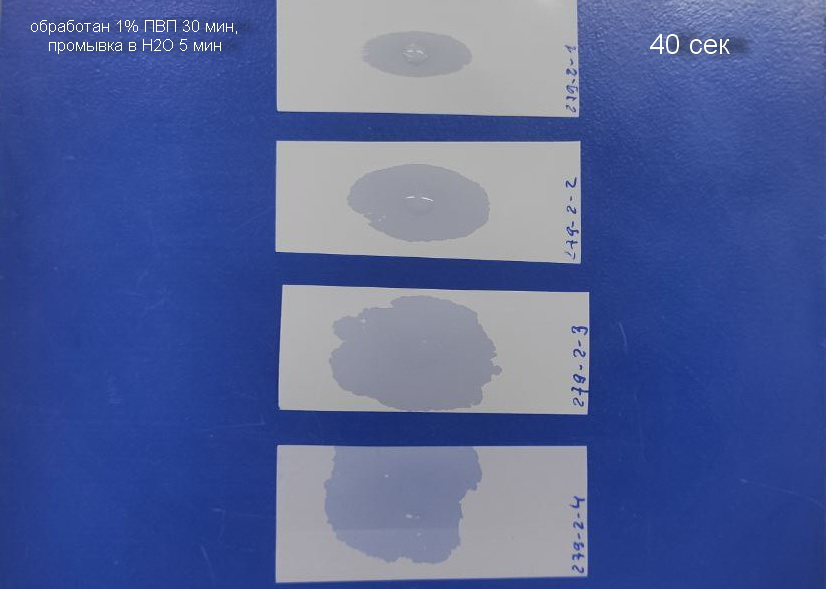 обработан 1% ПВП 30 мин,
промывка в H2O 5 мин
40 сек
279-2-1
279-2-2
279-2-3
279-2-4